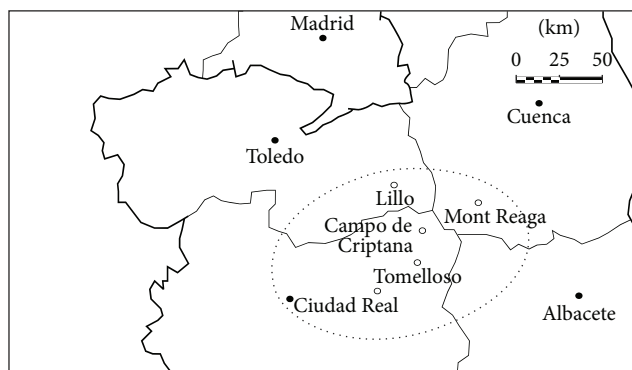 Madrid
(km)
0 25 50
Cuenca
Toledo
Lillo
Mont Reaga
Campo de
Criptana
Tomelloso
Ciudad Real
Albacete